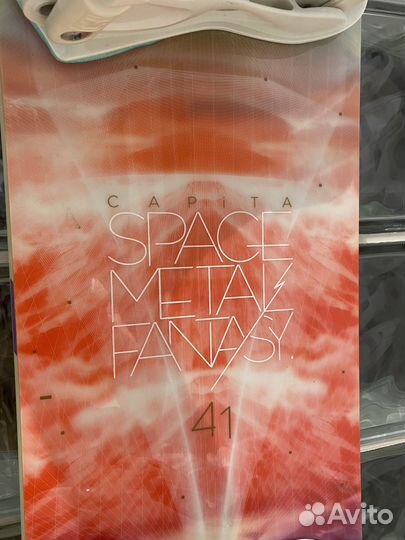 CAPiTA
SPACE
METAL
FANTASY.
41
Avito